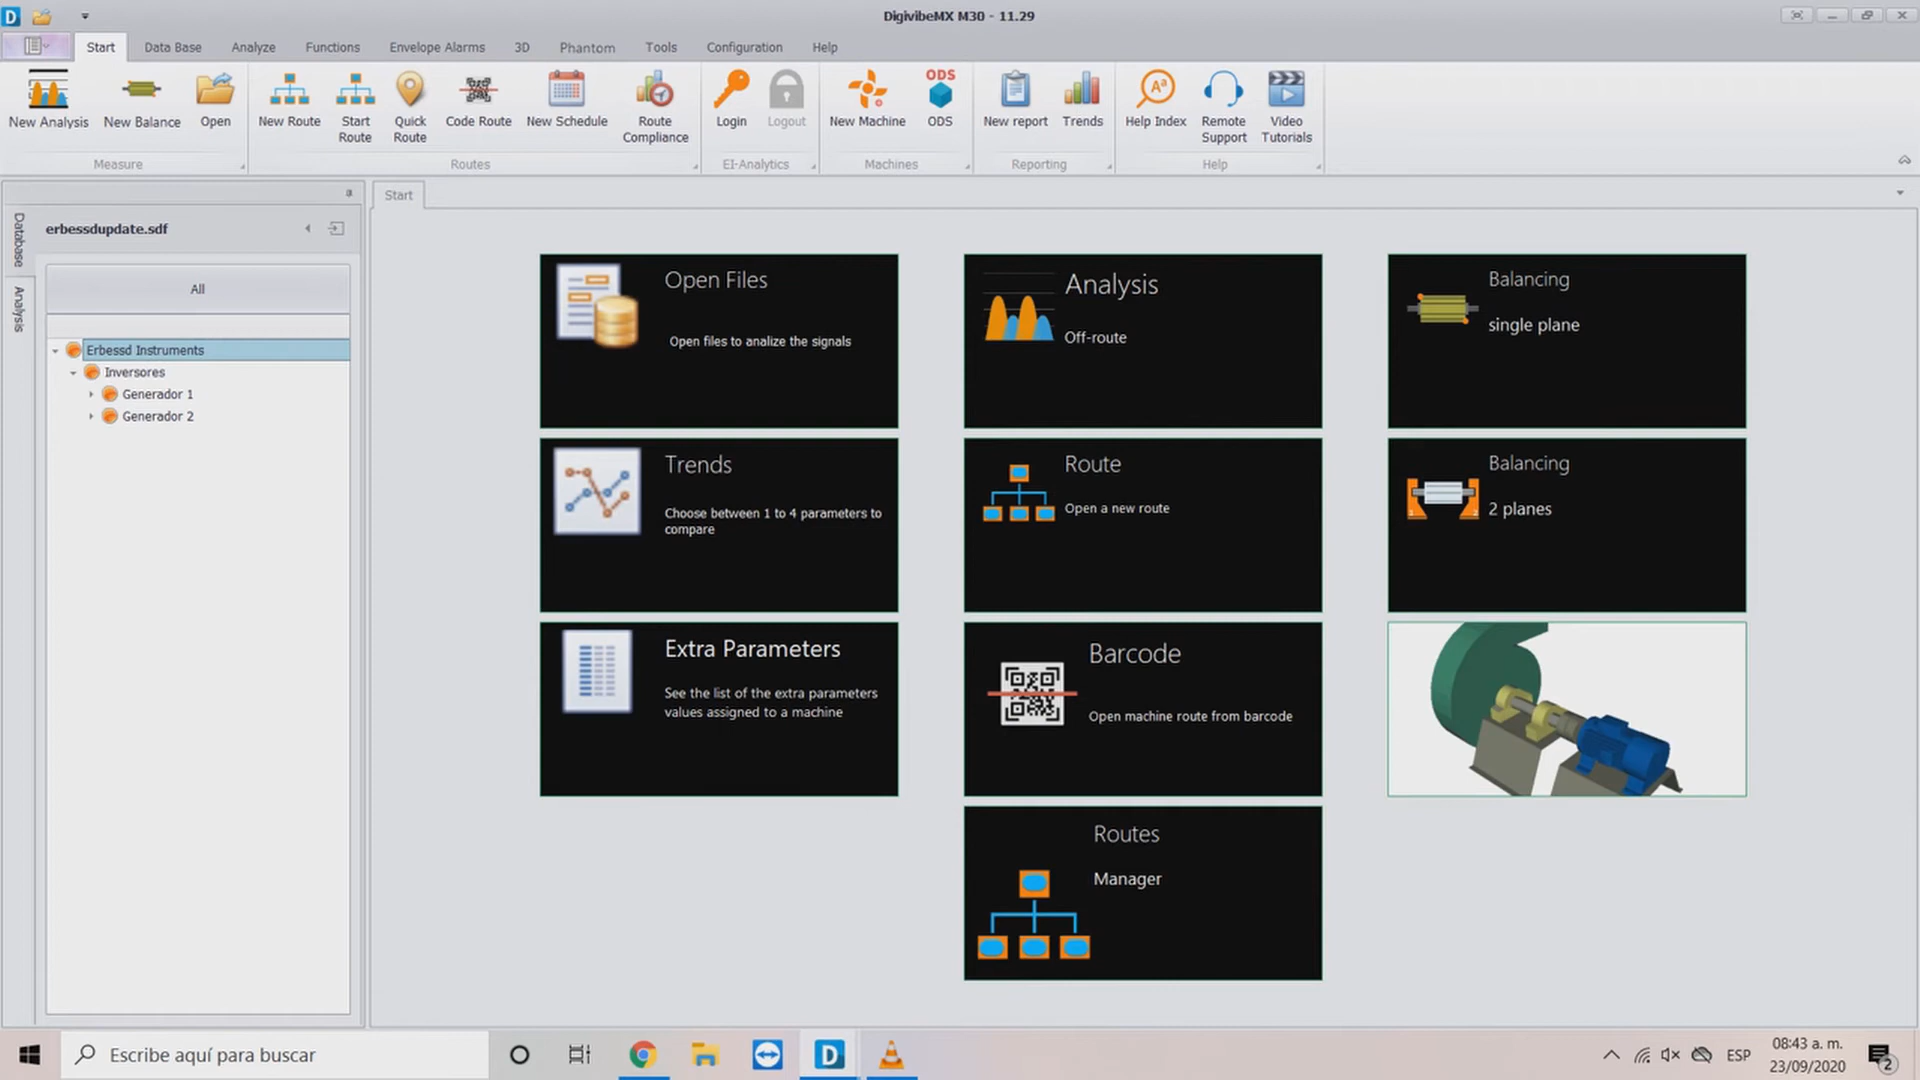 DigivibeMX M30 - 11.29
Start
Data Base
Analyze
Functions
Envelope Alarms
3D
Phantom
Tools
Configuration
Help
New Analysis
New Balance
Open
New Route
Start
Route
Quick
Route
Code Route
New Schedule
Route
Compliance
Login
Logout
New Machine
ODS
ODS
New report
Trends
Help Index
Remote
Support
Video
Tutorials
Measure
Routes
EI-Analytics
Machines
Reporting
Help
Database
Analysis
erbessdupdate.sdf
All
Erbessd Instruments
Inversores
Generador 1
Generador 2
Start
Open Files
Open files to analize the signals
Analysis
Off-route
Balancing
single plane
Trends
Choose between 1 to 4 parameters to
compare
Route
Open a new route
Balancing
2 planes
Extra Parameters
See the list of the extra parameters
values assigned to a machine
Barcode
Open machine route from barcode
Routes
Manager
Escribe aquí para buscar
ESP
08:43 a. m.
23/09/2020
2